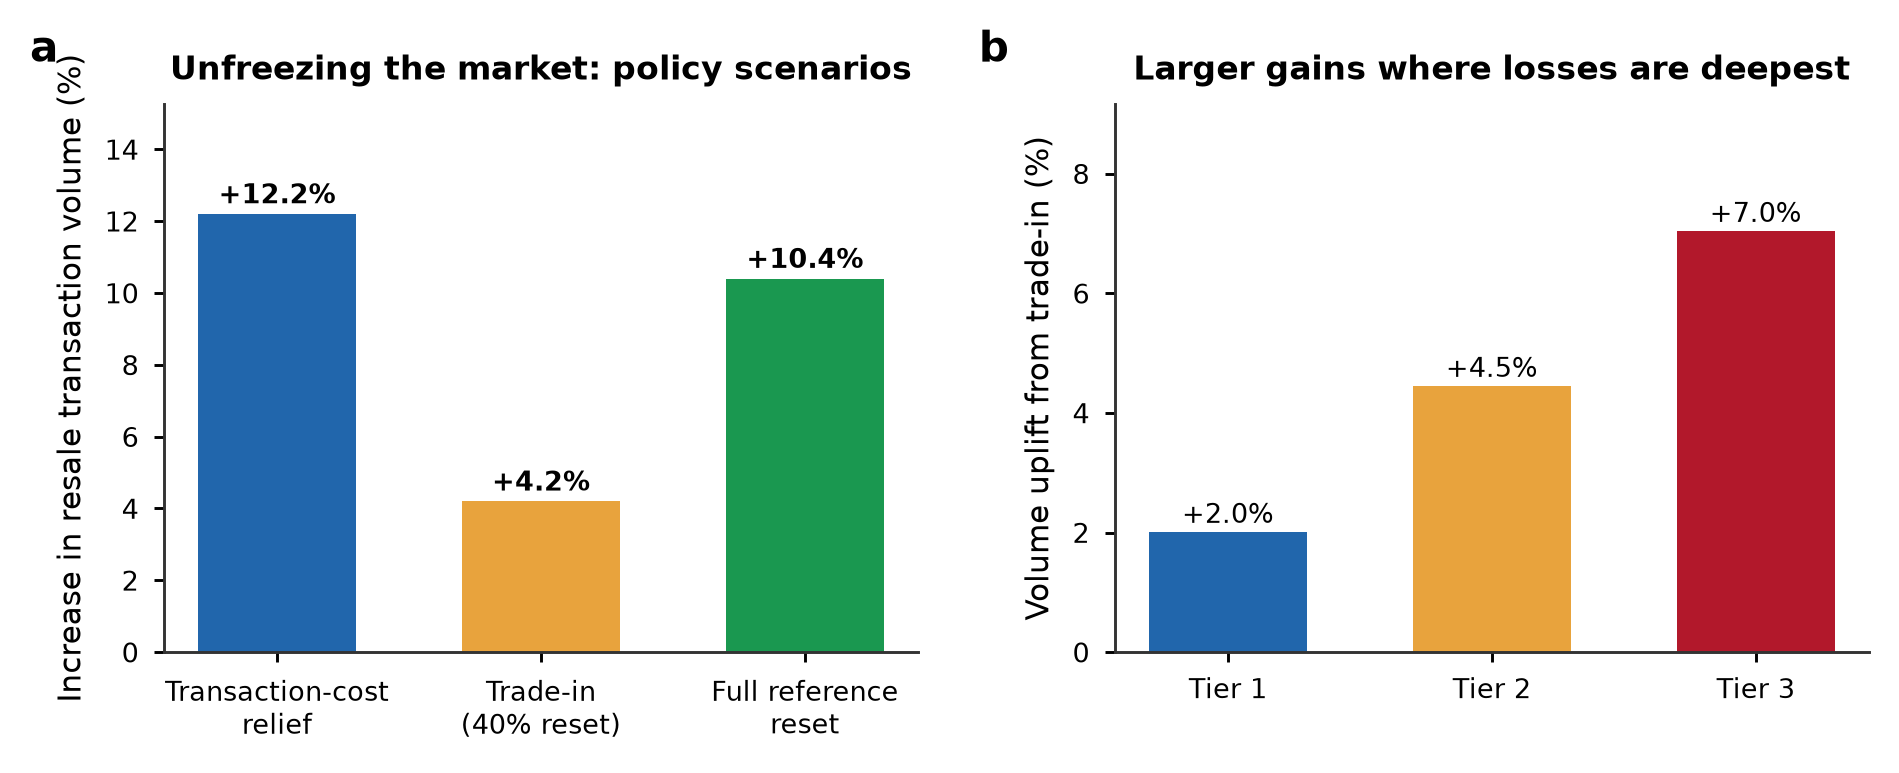 a
Unfreezing the market: policy scenarios
Increase in resale transaction volume (%)
14
12
10
8
6
4
2
0
+12.2%
+4.2%
+10.4%
Transaction-cost
relief
Trade-in
(40% reset)
Full reference
reset
b
Larger gains where losses are deepest
Volume uplift from trade-in (%)
8
6
4
2
0
+2.0%
+4.5%
+7.0%
Tier 1
Tier 2
Tier 3